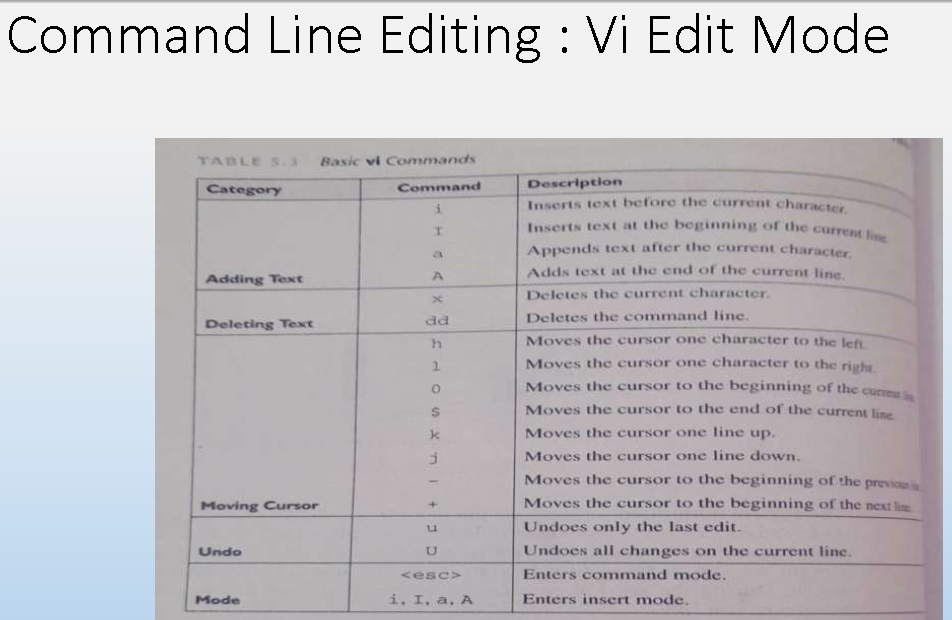 Command Line Editing : Vi Edit Mode
TABLE 5.3 Basic vi Commands
Category Command Description
i Inserts text before the current character.
I Inserts text at the beginning of the current line.
a Appends text after the current character.
Adding Text A Adds text at the end of the current line.
x Deletes the current character.
Deleting Text dd Deletes the command line.
h Moves the cursor one character to the left.
l Moves the cursor one character to the right.
0 Moves the cursor to the beginning of the current line
$ Moves the cursor to the end of the current line
k Moves the cursor one line up.
j Moves the cursor one line down.
- Moves the cursor to the beginning of the previous
Moving Cursor + Moves the cursor to the beginning of the next line.
u Undoes only the last edit.
Undo U Undoes all changes on the current line.
<esc> Enters command mode.
Mode i, I, a, A Enters insert mode.